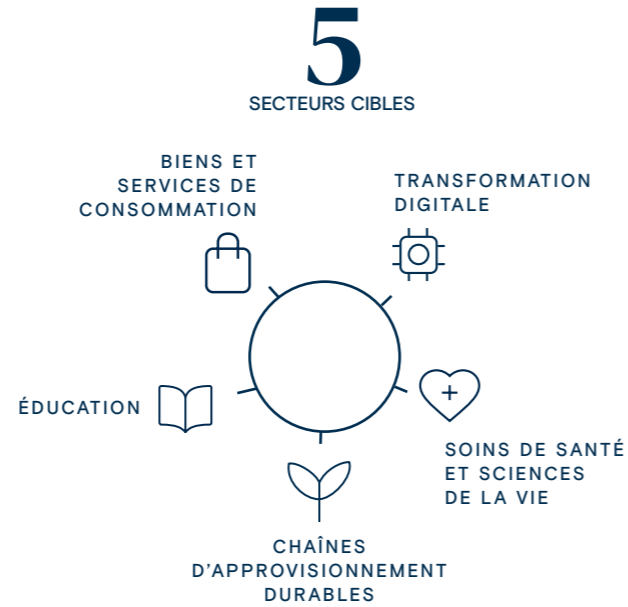 5
SECTEURS CIBLES
BIENS ET
SERVICES DE
CONSOMMATION
TRANSFORMATION
DIGITALE
ÉDUCATION
SOINS DE SANTÉ
ET SCIENCES
DE LA VIE
CHAÎNES
D’APPROVISIONNEMENT
DURABLES